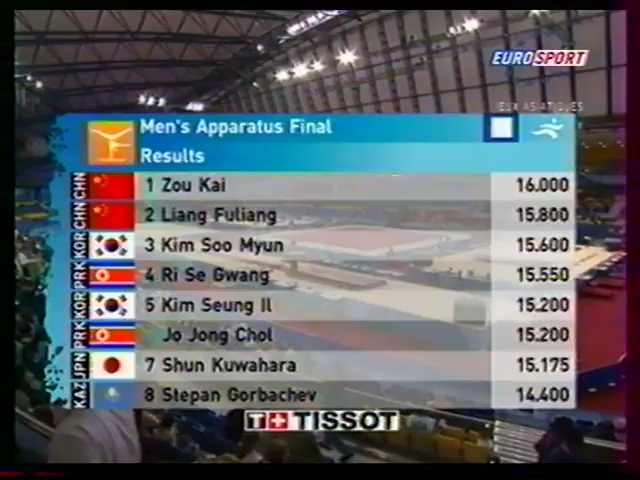 EUROSPORT
JEUX ASIATIQUES
Men's Apparatus Final
Results
CHN 1 Zou Kai 16.000
CHN 2 Liang Fuliang 15.800
KOR 3 Kim Soo Myun 15.600
PRK 4 Ri Se Gwang 15.550
KOR 5 Kim Seung Il 15.200
PRK Jo Jong Chol 15.200
JPN 7 Shun Kuwahara 15.175
KAZ 8 Stepan Gorbachev 14.400
TISSOT